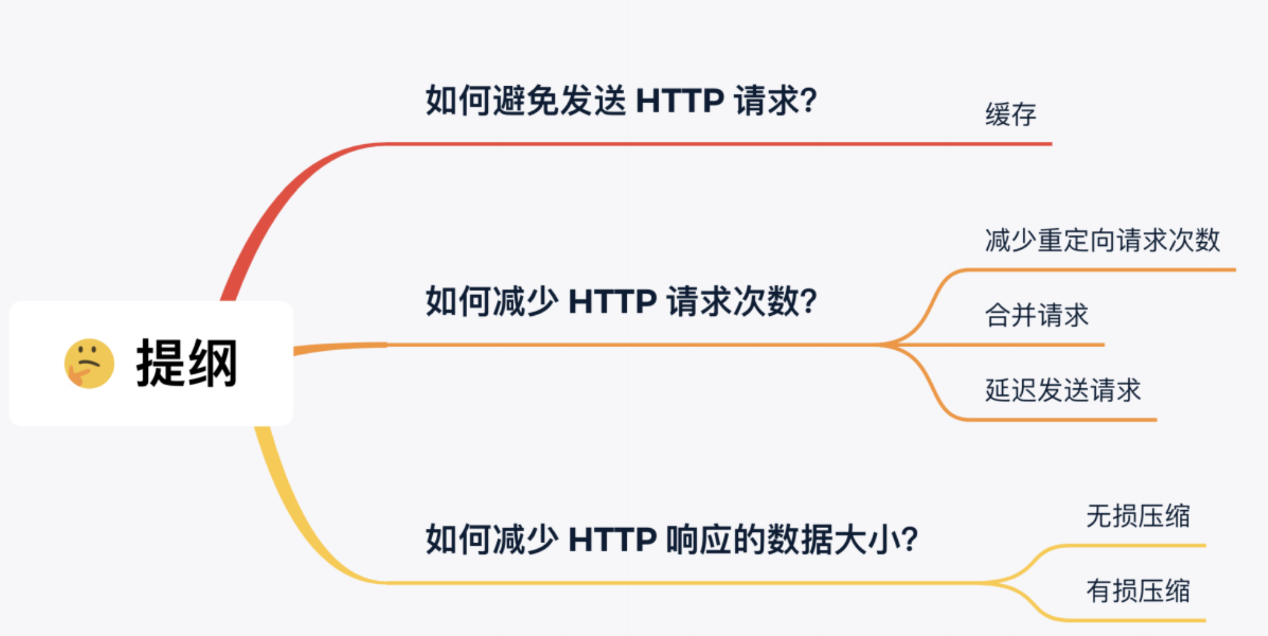 提纲
如何避免发送 HTTP 请求?
缓存
如何减少 HTTP 请求次数?
减少重定向请求次数
合并请求
延迟发送请求
如何减少 HTTP 响应的数据大小?
无损压缩
有损压缩